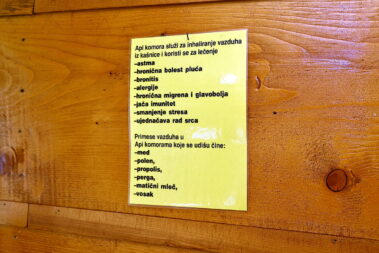 Api komora služi za inhaliranje vazduha
iz košnice i koristi se za lečenje
-astma
-hronična bolest pluća
-bronitis
-alergije
-hronična migrena i glavobolja
-jača imunitet
-smanjenje stresa
-ujednačava rad srca
Primese vazduha u
Api komorama koje se udišu čine:
-med
-polen,
-propolis,
-perga,
-matični mleč,
-vosak